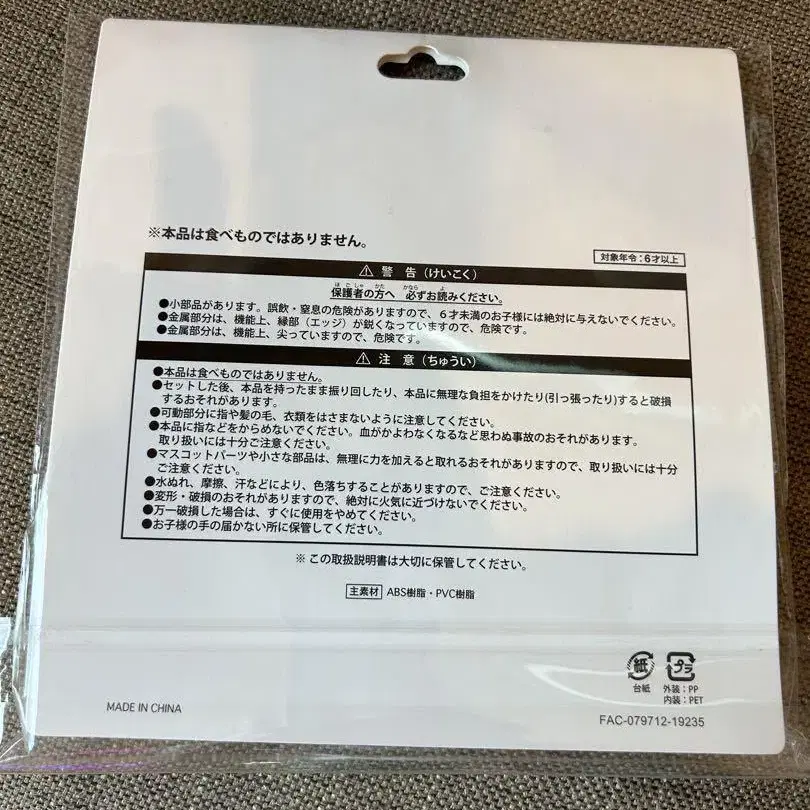 ※本品は食べものではありません。
対象年令:6才以上
⚠ 警 告(けいこく)
保護者の方へ 必ずお読みください。
●小部品があります。誤飲・窒息の危険がありますので、6才未満のお子様には絶対に与えないでください。
●金属部分は、機能上、縁部(エッジ)が鋭くなっていますので、危険です。
●金属部分は、機能上、尖っていますので、危険です。
⚠ 注 意(ちゅうい)
●本品は食べものではありません。
●セットした後、本品を持ったまま振り回したり、本品に無理な負担をかけたり(引っ張ったり)すると破損
するおそれがあります。
●可動部分に指や髪の毛、衣類をはさまないように注意してください。
●本品に指などをからめないでください。血がかよわなくなるなど思わぬ事故のおそれがあります。
取り扱いには十分ご注意ください。
●マスコットパーツや小さな部品は、無理に力を加えると取れるおそれがありますので、取り扱いには十分
ご注意ください。
●水ぬれ、摩擦、汗などにより、色落ちすることがありますので、ご注意ください。
●変形・破損のおそれがありますので、絶対に火気に近づけないでください。
●万一破損した場合は、すぐに使用をやめてください。
●お子様の手の届かない所に保管してください。
※ この取扱説明書は大切に保管してください。
主素材 ABS樹脂・PVC樹脂
紙 プラ
台紙 外装:PP
内装:PET
MADE IN CHINA
FAC-079712-19235